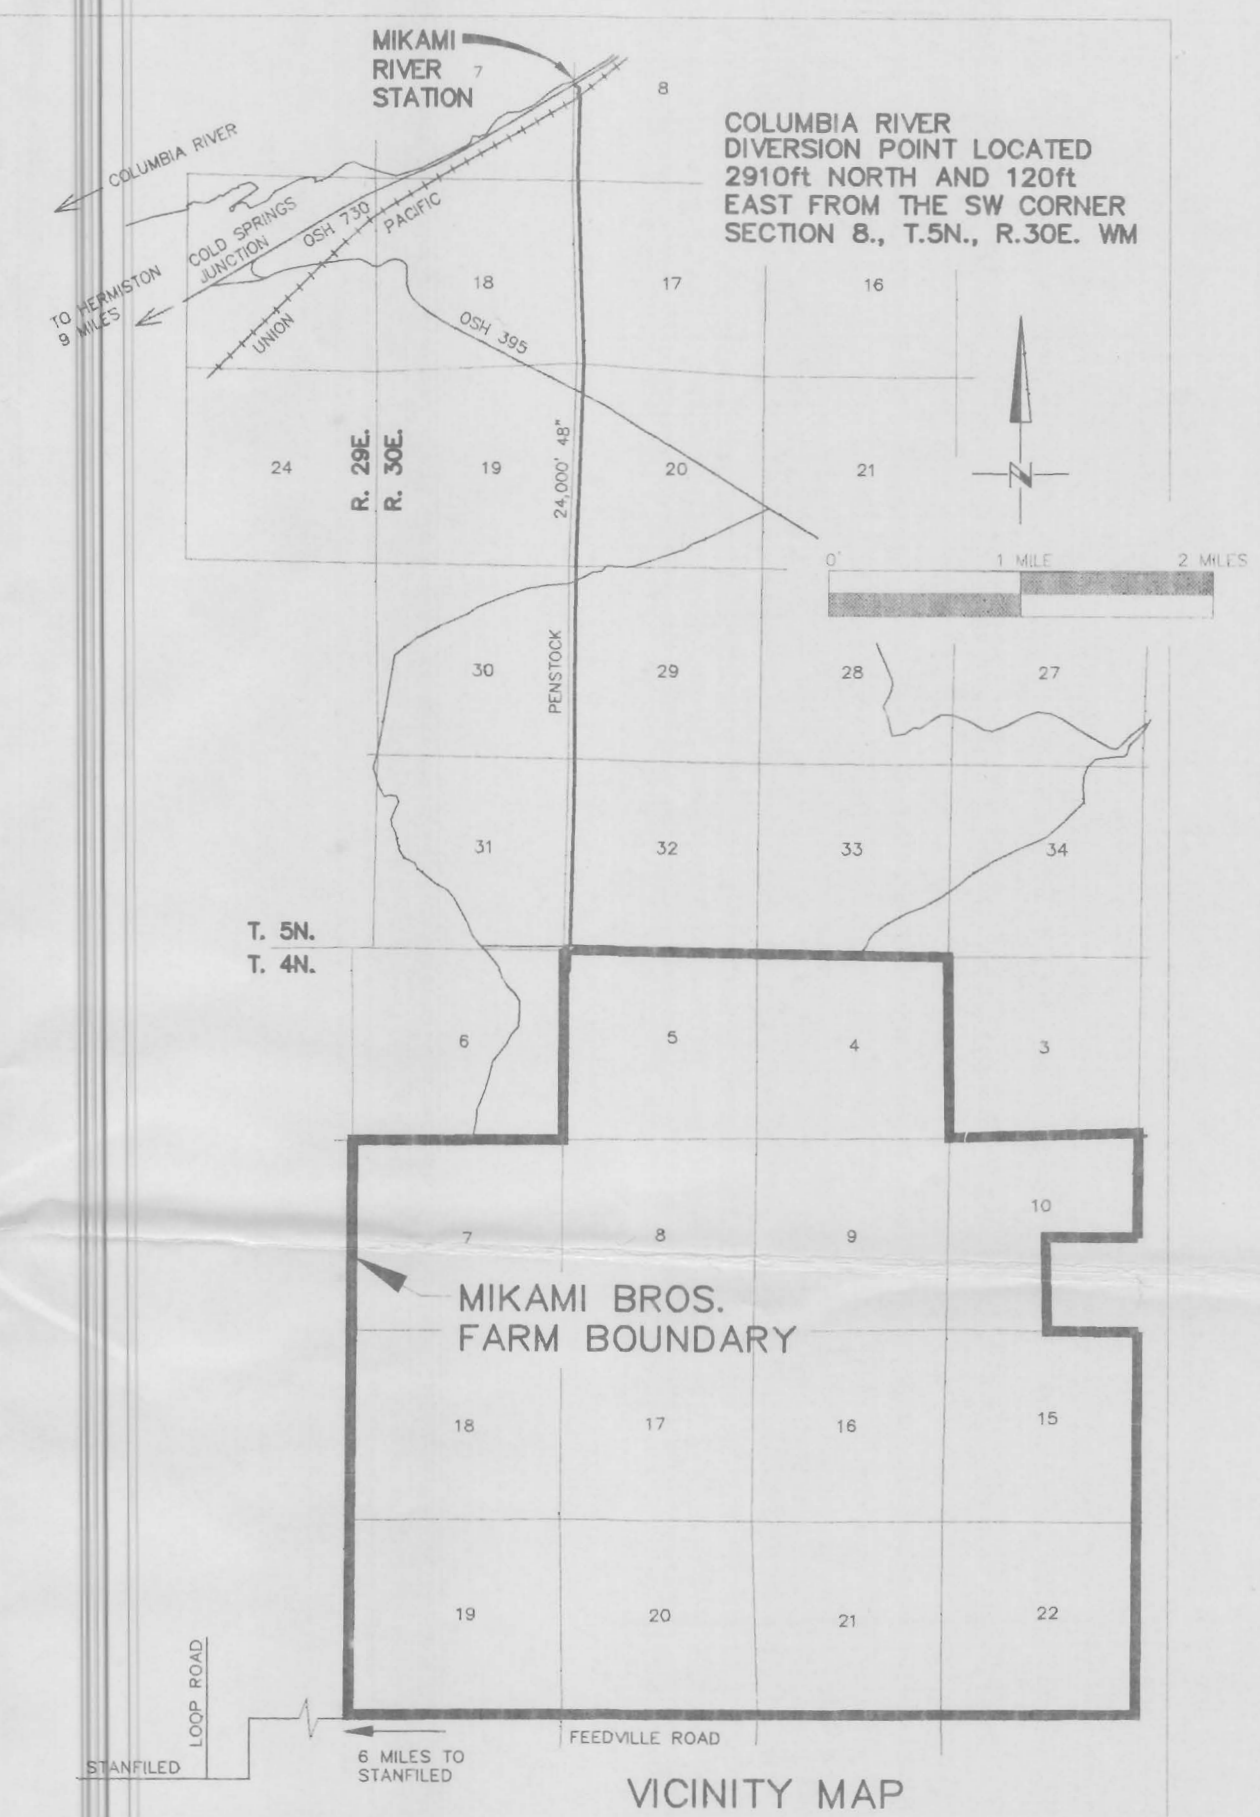 MIKAMI
RIVER
STATION
7
8
COLUMBIA RIVER
DIVERSION POINT LOCATED
2910ft NORTH AND 120ft
EAST FROM THE SW CORNER
SECTION 8., T.5N., R.30E. WM
COLUMBIA RIVER
COLD SPRINGS
JUNCTION
OSH 730
PACIFIC
UNION
TO HERMISTON
9 MILES
18
17
16
OSH 395
24
R. 29E.
R. 30E.
19
24,000' 48"
20
21
N
0'
1 MILE
2 MILES
30
PENSTOCK
29
28
27
31
32
33
34
T. 5N.
T. 4N.
6
5
4
3
7
8
9
10
MIKAMI BROS.
FARM BOUNDARY
18
17
16
15
19
20
21
22
LOOP ROAD
STANFILED
6 MILES TO
STANFILED
FEEDVILLE ROAD
VICINITY MAP